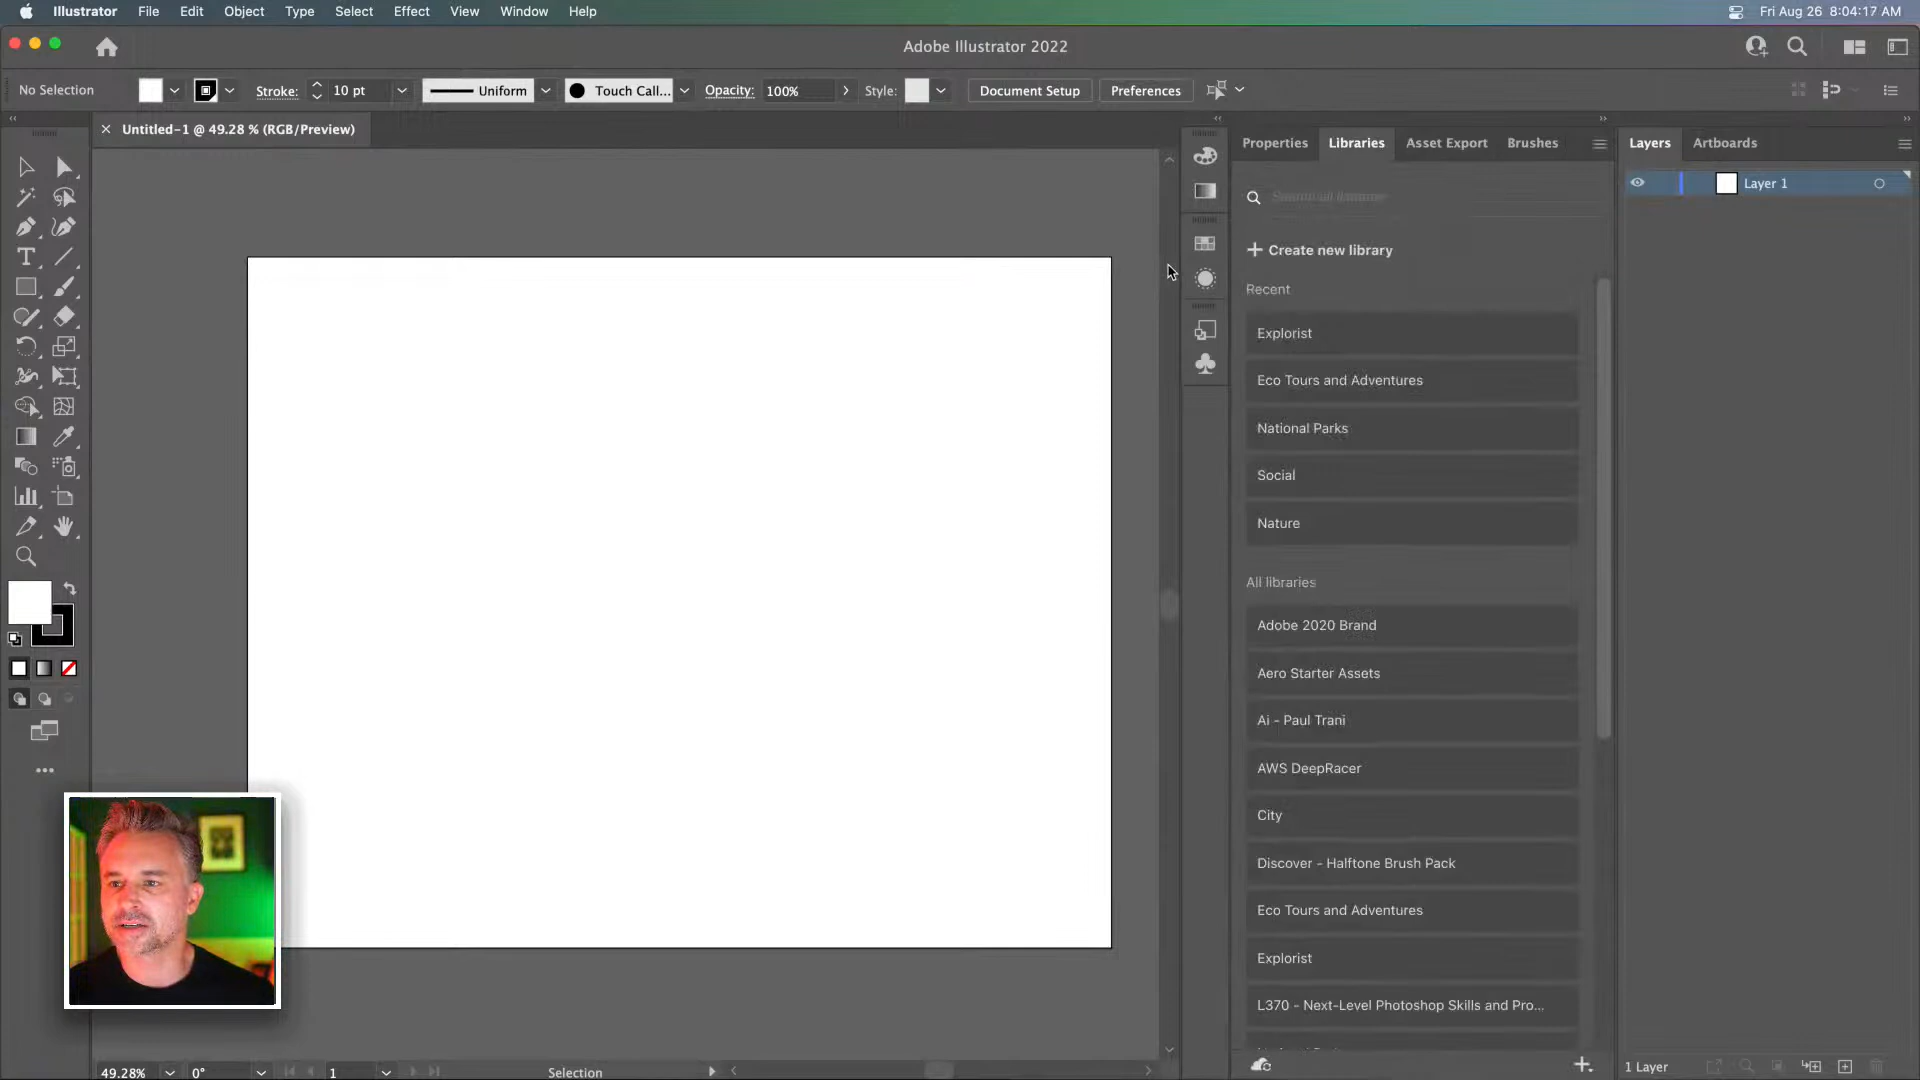 Illustrator File Edit Object Type Select Effect View Window Help Fri Aug 26 8:04:17 AM
Adobe Illustrator 2022
No Selection Stroke: 10 pt Uniform Touch Call... Opacity: 100% Style: Document Setup Preferences
Untitled-1 @ 49.28 % (RGB/Preview)
Properties Libraries Asset Export Brushes Layers Artboards
Layer 1
Create new library
Recent
Explorist
Eco Tours and Adventures
National Parks
Social
Nature
All libraries
Adobe 2020 Brand
Aero Starter Assets
Ai - Paul Trani
AWS DeepRacer
City
Discover - Halftone Brush Pack
Eco Tours and Adventures
Explorist
L370 - Next-Level Photoshop Skills and Pro...
49.28% 0° 1 Selection 1 Layer